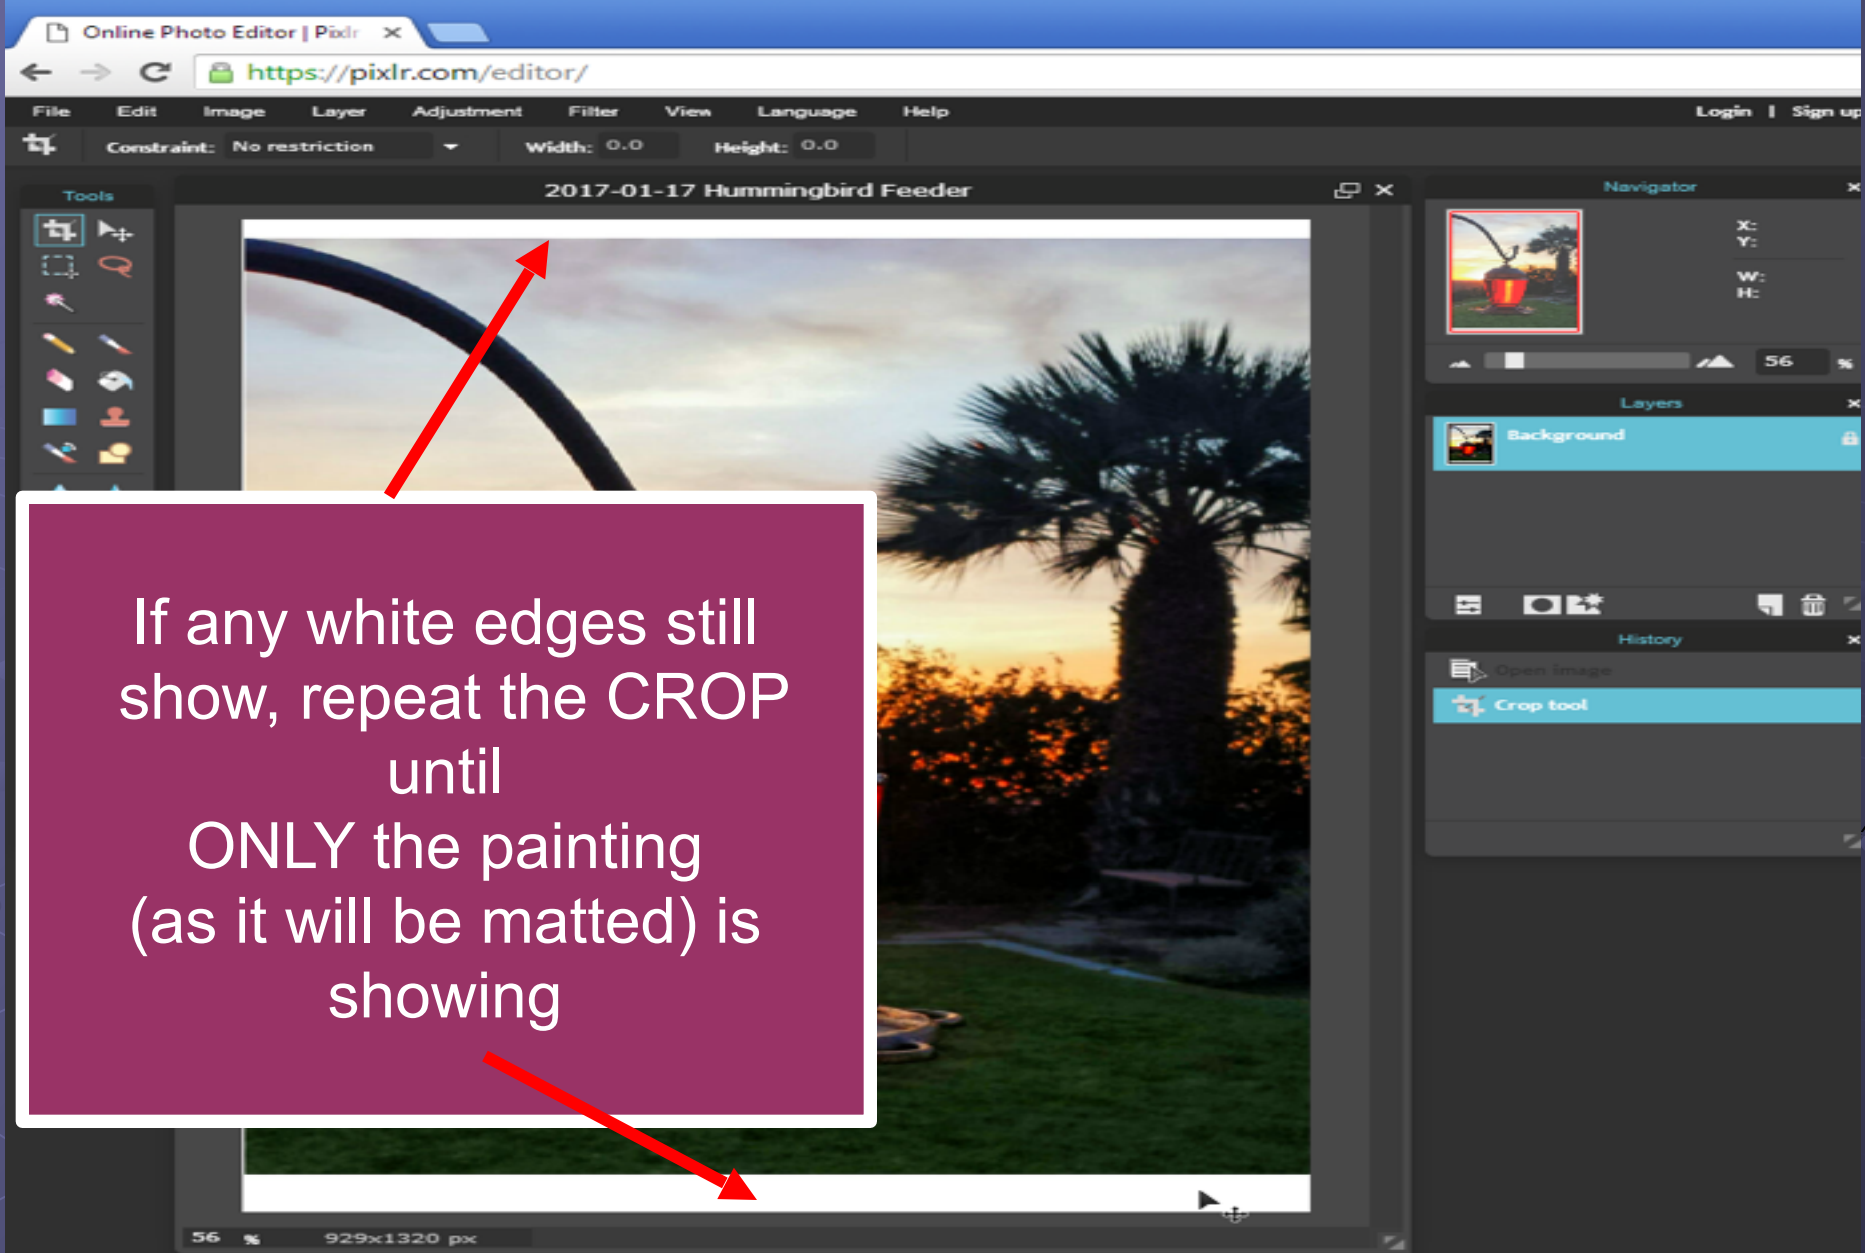 Online Photo Editor | Pixlr
https://pixlr.com/editor/
File Edit Image Layer Adjustment Filter View Language Help Login | Sign up
Constraint: No restriction Width: 0.0 Height: 0.0
Tools
2017-01-17 Hummingbird Feeder
Navigator
X:
Y:
W:
H:
56 %
Layers
Background
History
Open image
Crop tool
If any white edges still
show, repeat the CROP
until
ONLY the painting
(as it will be matted) is
showing
56 % 929x1320 px